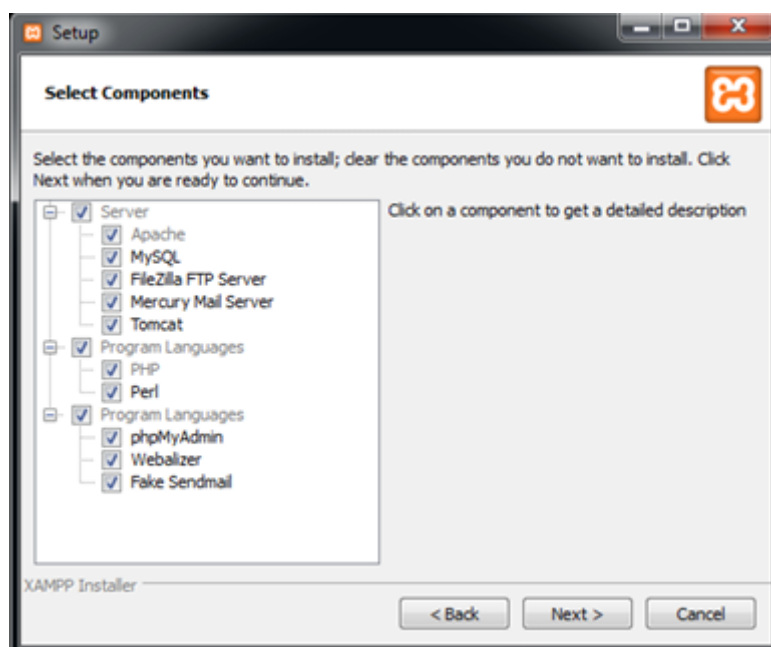 Setup
Select Components
Select the components you want to install; clear the components you do not want to install. Click
Next when you are ready to continue.
Server
Apache
MySQL
FileZilla FTP Server
Mercury Mail Server
Tomcat
Program Languages
PHP
Perl
Program Languages
phpMyAdmin
Webalizer
Fake Sendmail
Click on a component to get a detailed description
XAMPP Installer
< Back
Next >
Cancel